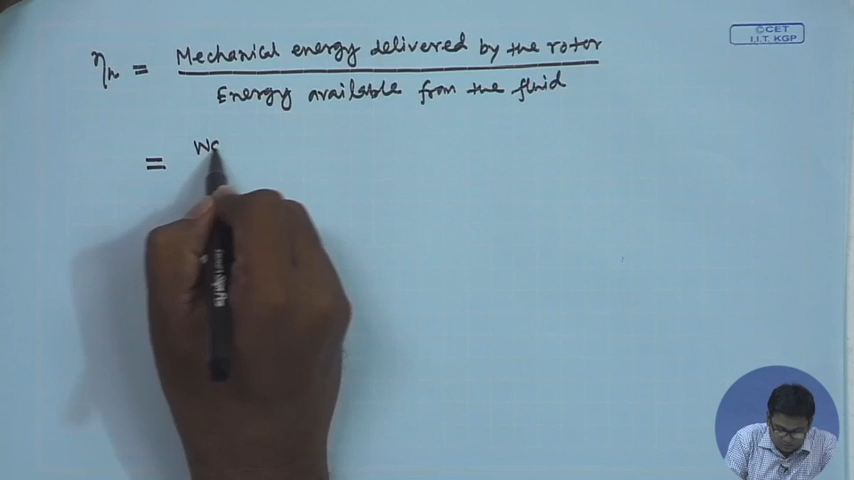 ©CET
I.I.T. KGP
ηh = Mechanical energy delivered by the rotor
Energy available from the fluid
=